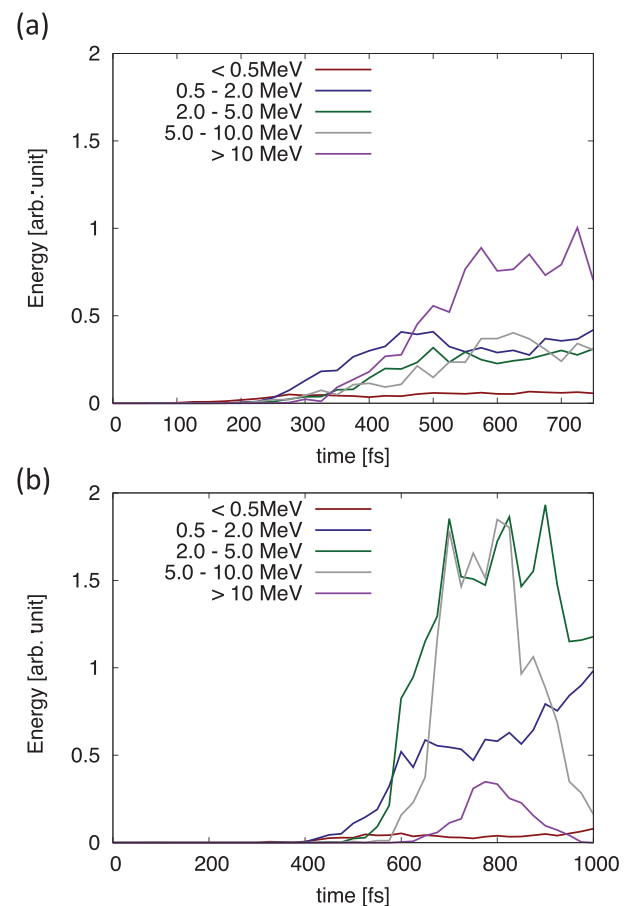 (a)
2
1.5
1
0.5
0
Energy [arb. unit]
< 0.5MeV
0.5 - 2.0 MeV
2.0 - 5.0 MeV
5.0 - 10.0 MeV
> 10 MeV
0 100 200 300 400 500 600 700
time [fs]
(b)
2
1.5
1
0.5
0
Energy [arb. unit]
< 0.5MeV
0.5 - 2.0 MeV
2.0 - 5.0 MeV
5.0 - 10.0 MeV
> 10 MeV
0 200 400 600 800 1000
time [fs]